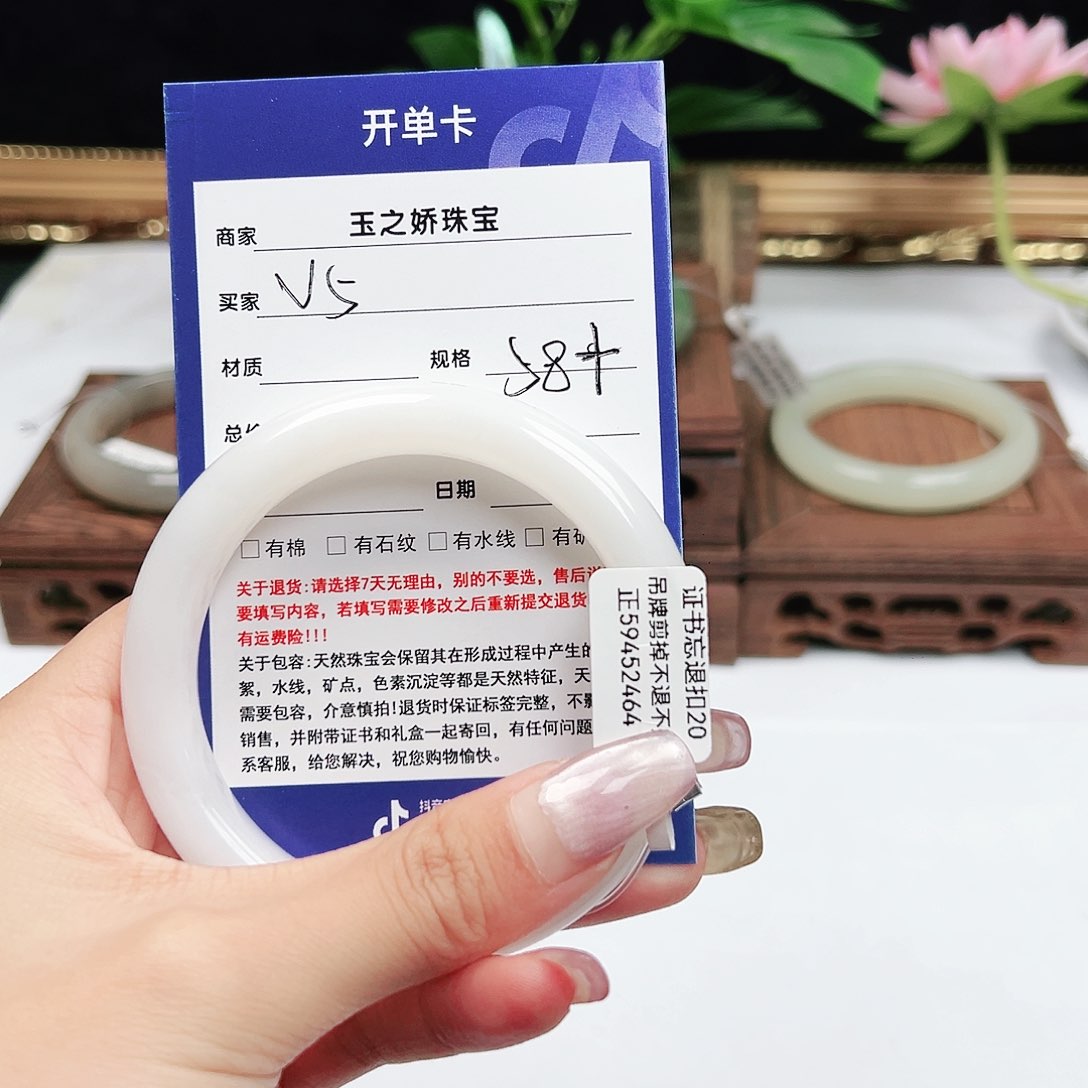 开单卡
商家 玉之娇珠宝
买家 V5
材质 规格 58+
日期
□有棉 □有石纹 □有水线 □有矿
关于退货:请选择7天无理由，别的不要选，售后
要填写内容，若填写需要修改之后重新提交退货
有运费险!!!
关于包容:天然珠宝会保留其在形成过程中产生的
絮，水线，矿点，色素沉淀等都是天然特征，天
需要包容，介意慎拍!退货时保证标签完整，不影
销售，并附带证书和礼盒一起寄回，有任何问题
系客服，给您解决，祝您购物愉快。
抖音
证书忘退扣20
吊牌剪掉不退不
正59452464